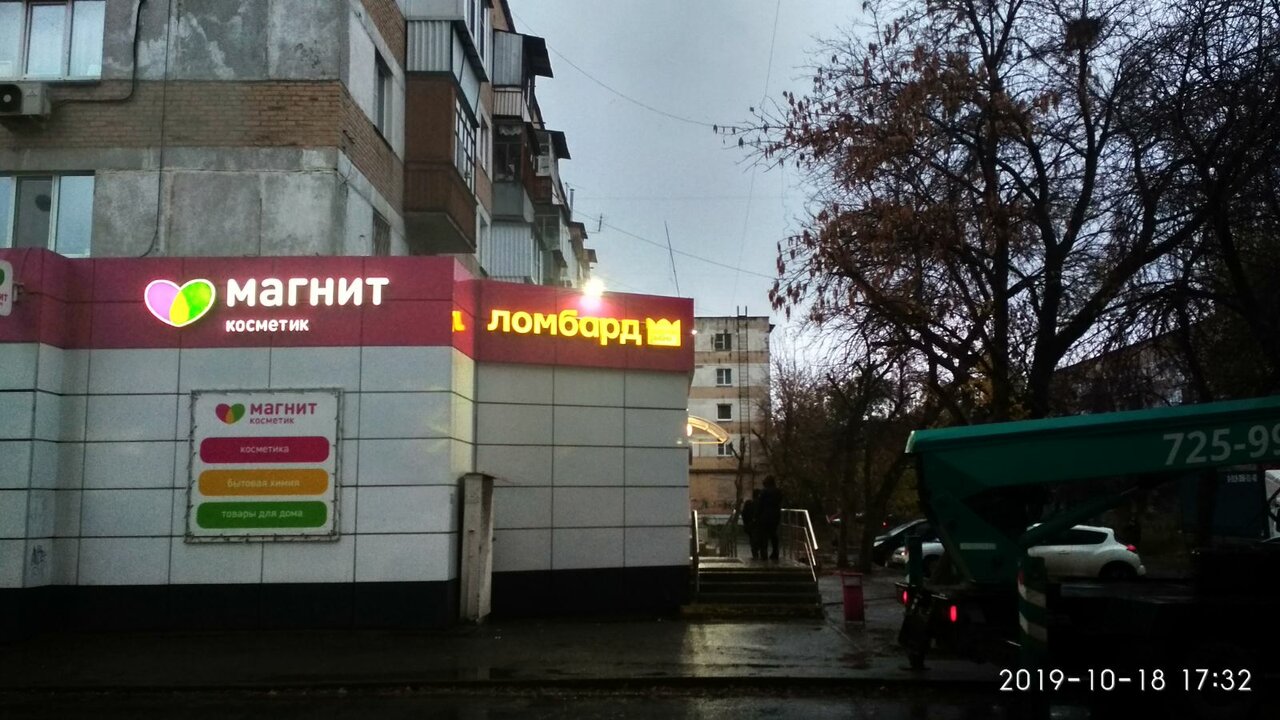 магнит
косметик
ломбард
магнит
косметик
косметика
бытовая химия
товары для дома
725-99
2019-10-18 17:32